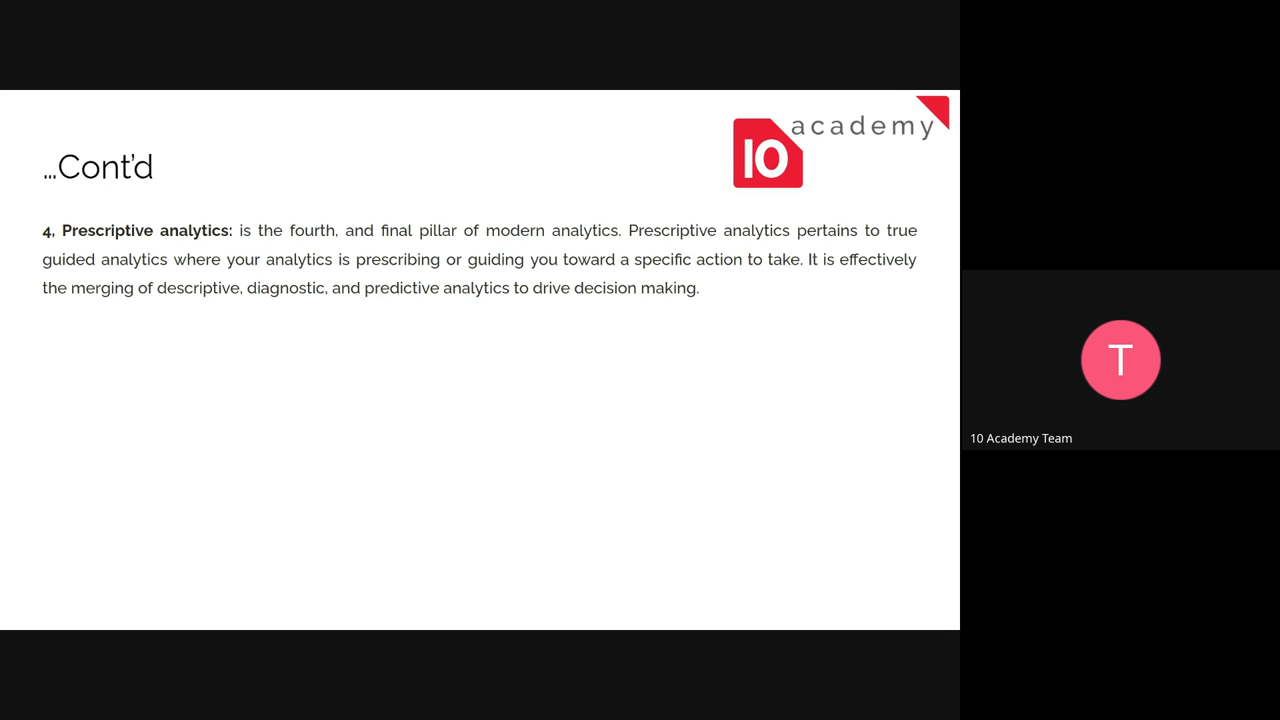 academy
10
...Cont'd
4, Prescriptive analytics: is the fourth, and final pillar of modern analytics. Prescriptive analytics pertains to true
guided analytics where your analytics is prescribing or guiding you toward a specific action to take. It is effectively
the merging of descriptive, diagnostic, and predictive analytics to drive decision making.
T
10 Academy Team